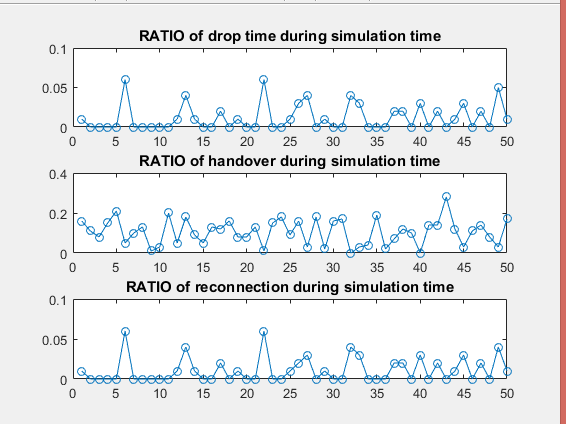 RATIO of drop time during simulation time
0.1
0.05
0
0 5 10 15 20 25 30 35 40 45 50
RATIO of handover during simulation time
0.4
0.2
0
0 5 10 15 20 25 30 35 40 45 50
RATIO of reconnection during simulation time
0.1
0.05
0
0 5 10 15 20 25 30 35 40 45 50